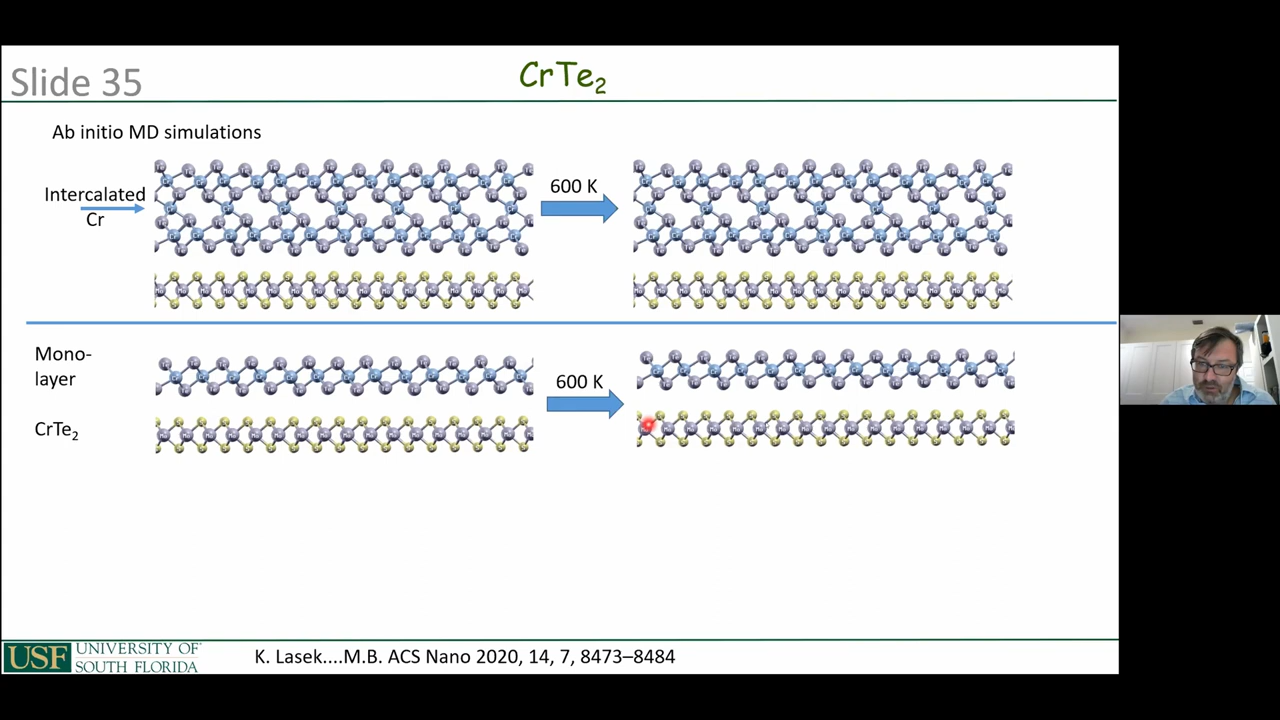 Slide 35
CrTe2
Ab initio MD simulations
Intercalated
Cr
600 K
Mono-
layer
CrTe2
600 K
USF UNIVERSITY OF
SOUTH FLORIDA
K. Lasek....M.B. ACS Nano 2020, 14, 7, 8473–8484